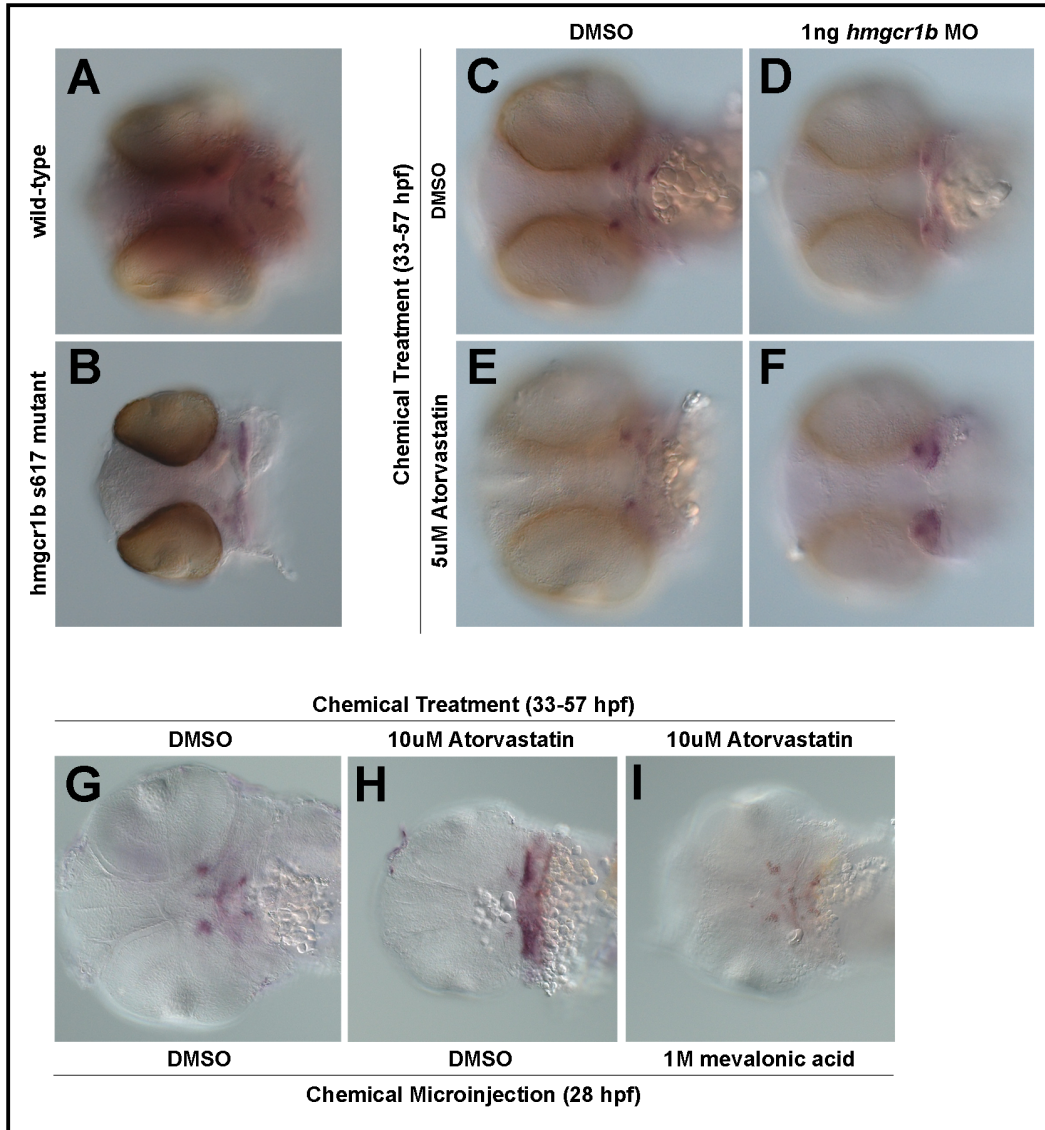 DMSO
1ng hmgcr1b MO
A
C
D
wild-type
DMSO
Chemical Treatment (33-57 hpf)
B
E
F
hmgcr1b s617 mutant
5uM Atorvastatin
Chemical Treatment (33-57 hpf)
DMSO
10uM Atorvastatin
10uM Atorvastatin
G
H
I
DMSO
DMSO
1M mevalonic acid
Chemical Microinjection (28 hpf)